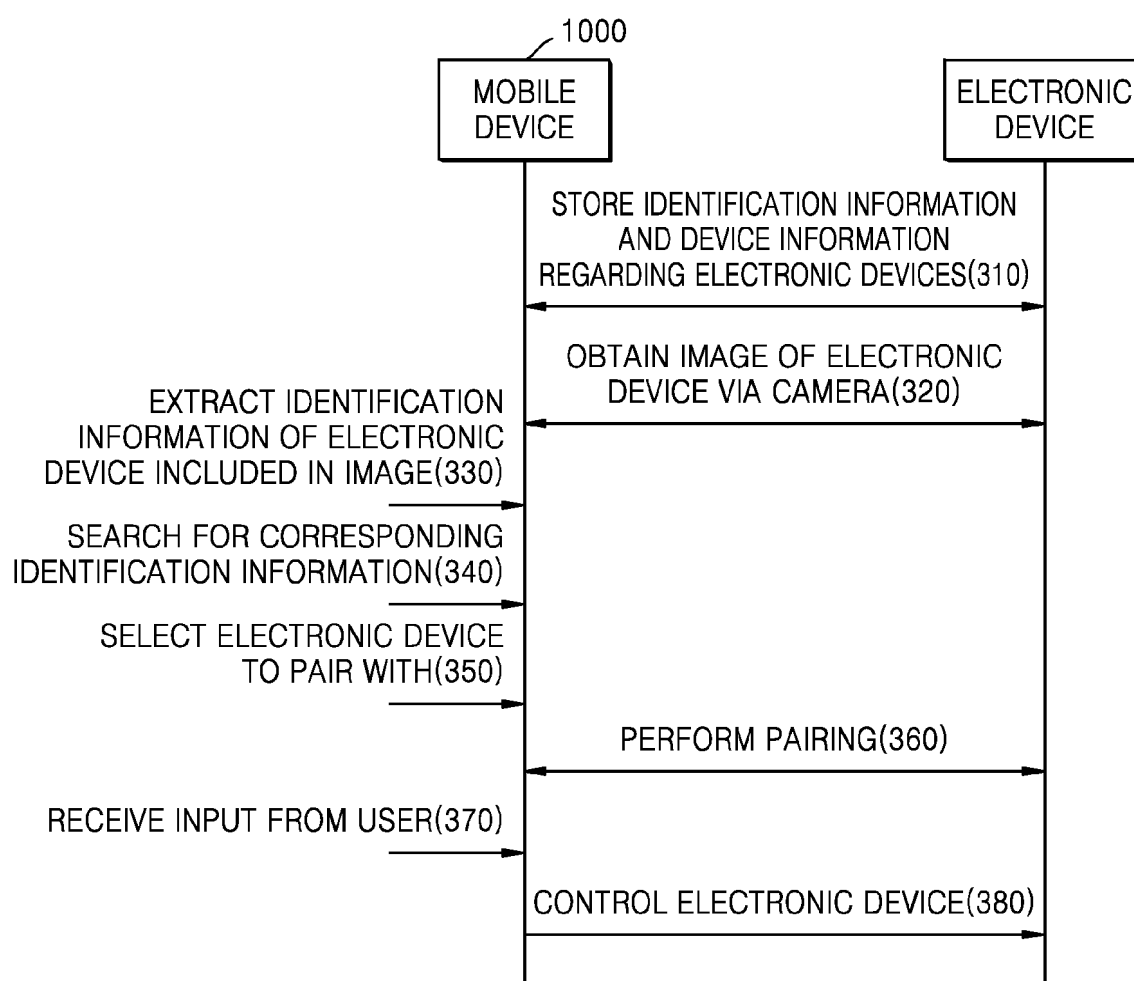 1000
MOBILE
DEVICE
ELECTRONIC
DEVICE
STORE IDENTIFICATION INFORMATION
AND DEVICE INFORMATION
REGARDING ELECTRONIC DEVICES(310)
OBTAIN IMAGE OF ELECTRONIC
DEVICE VIA CAMERA(320)
EXTRACT IDENTIFICATION
INFORMATION OF ELECTRONIC
DEVICE INCLUDED IN IMAGE(330)
SEARCH FOR CORRESPONDING
IDENTIFICATION INFORMATION(340)
SELECT ELECTRONIC DEVICE
TO PAIR WITH(350)
PERFORM PAIRING(360)
RECEIVE INPUT FROM USER(370)
CONTROL ELECTRONIC DEVICE(380)